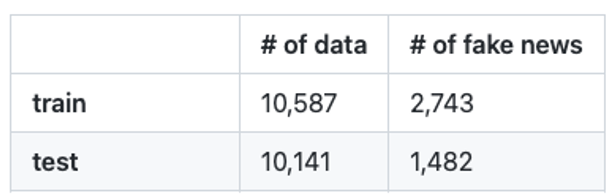 # of data # of fake news
train 10,587 2,743
test 10,141 1,482